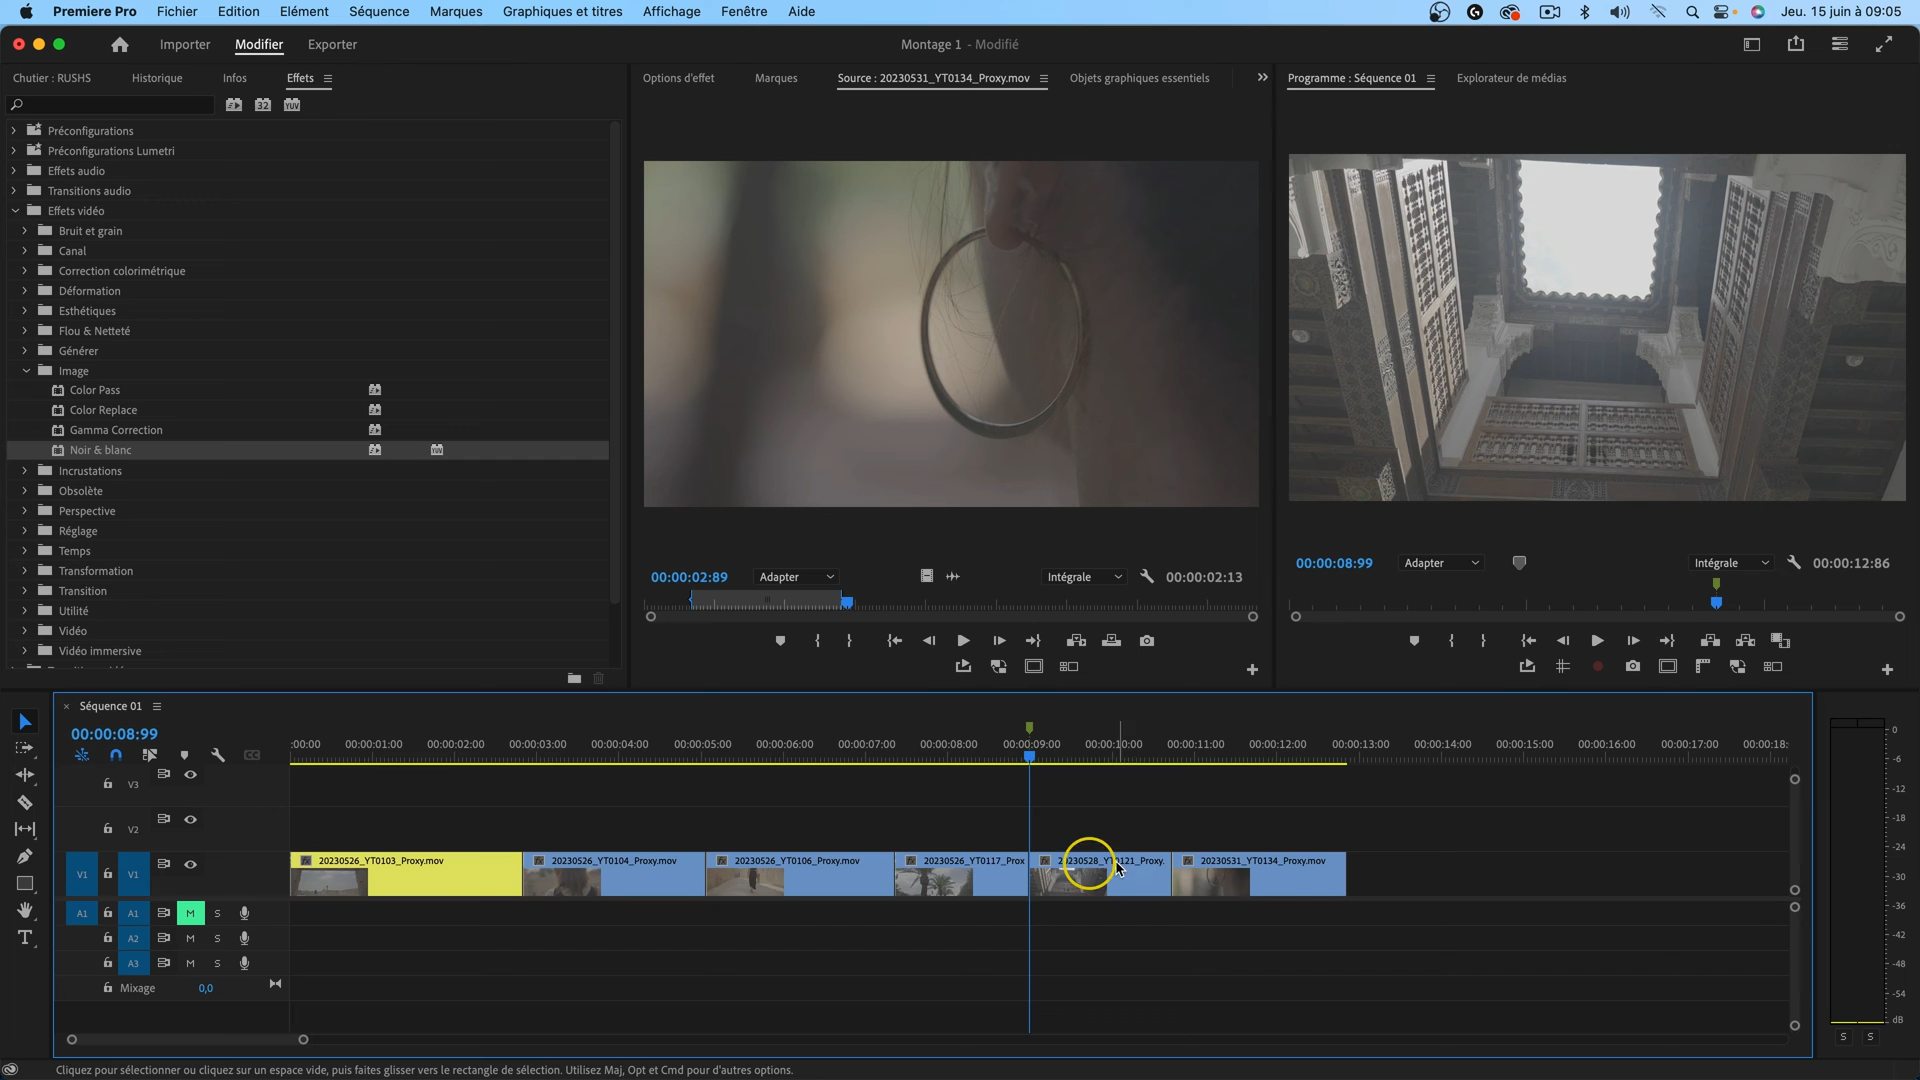 Premiere Pro Fichier Edition Elément Séquence Marques Graphiques et titres Affichage Fenêtre Aide Jeu. 15 juin à 09:05
Importer Modifier Exporter Montage 1 - Modifié
Chutier : RUSHS Historique Infos Effets
Options d'effet Marques Source : 20230531_YT0134_Proxy.mov Objets graphiques essentiels
Programme : Séquence 01 Explorateur de médias
32 YUV
Préconfigurations
Préconfigurations Lumetri
Effets audio
Transitions audio
Effets vidéo
Bruit et grain
Canal
Correction colorimétrique
Déformation
Esthétiques
Flou & Netteté
Générer
Image
Color Pass
Color Replace
Gamma Correction
Noir & blanc
Incrustations
Obsolète
Perspective
Réglage
Temps
Transformation
Transition
Utilité
Vidéo
Vidéo immersive
00:00:02:89 Adapter Intégrale 00:00:02:13
00:00:08:99 Adapter Intégrale 00:00:12:86
Séquence 01
00:00:08:99
:00:00 00:00:01:00 00:00:02:00 00:00:03:00 00:00:04:00 00:00:05:00 00:00:06:00 00:00:07:00 00:00:08:00 00:00:09:00 00:00:10:00 00:00:11:00 00:00:12:00 00:00:13:00 00:00:14:00 00:00:15:00 00:00:16:00 00:00:17:00 00:00:18:
V3
V2
V1 V1
20230526_YT0103_Proxy.mov 20230526_YT0104_Proxy.mov 20230526_YT0106_Proxy.mov 20230526_YT0117_Prox 20230528_YT0121_Proxy. 20230531_YT0134_Proxy.mov
A1 A1 M S
A2 M S
A3 M S
Mixage 0,0
0
-6
-12
-18
-24
-30
-36
-42
-48
-54
dB
S S
Cliquez pour sélectionner ou cliquez sur un espace vide, puis faites glisser vers le rectangle de sélection. Utilisez Maj, Opt et Cmd pour d'autres options.